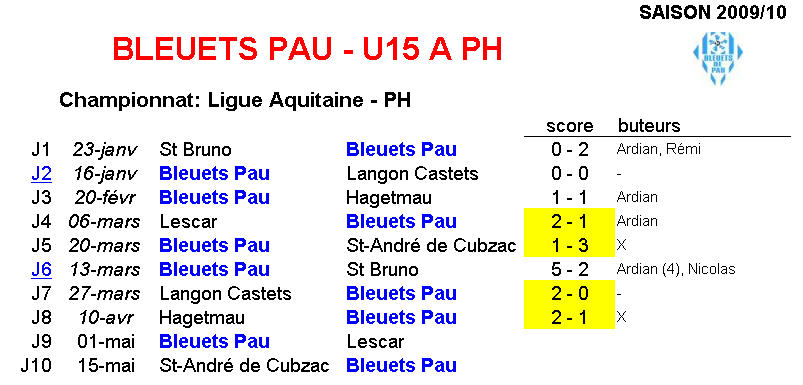 SAISON 2009/10
BLEUETS PAU - U15 A PH
BLEUETS
DE
PAU
Championnat: Ligue Aquitaine - PH
score buteurs
J1 23-janv St Bruno Bleuets Pau 0 - 2 Ardian, Rémi
J2 16-janv Bleuets Pau Langon Castets 0 - 0 -
J3 20-févr Bleuets Pau Hagetmau 1 - 1 Ardian
J4 06-mars Lescar Bleuets Pau 2 - 1 Ardian
J5 20-mars Bleuets Pau St-André de Cubzac 1 - 3 X
J6 13-mars Bleuets Pau St Bruno 5 - 2 Ardian (4), Nicolas
J7 27-mars Langon Castets Bleuets Pau 2 - 0 -
J8 10-avr Hagetmau Bleuets Pau 2 - 1 X
J9 01-mai Bleuets Pau Lescar
J10 15-mai St-André de Cubzac Bleuets Pau